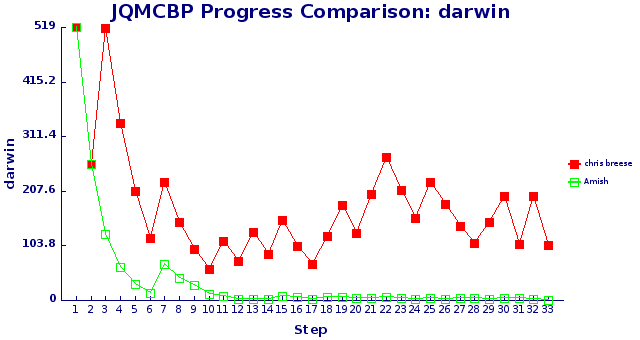 JQMCBP Progress Comparison: darwin
519
415.2
311.4
207.6
103.8
0
darwin
1 2 3 4 5 6 7 8 9 10 11 12 13 14 15 16 17 18 19 20 21 22 23 24 25 26 27 28 29 30 31 32 33
Step
chris breese
Amish